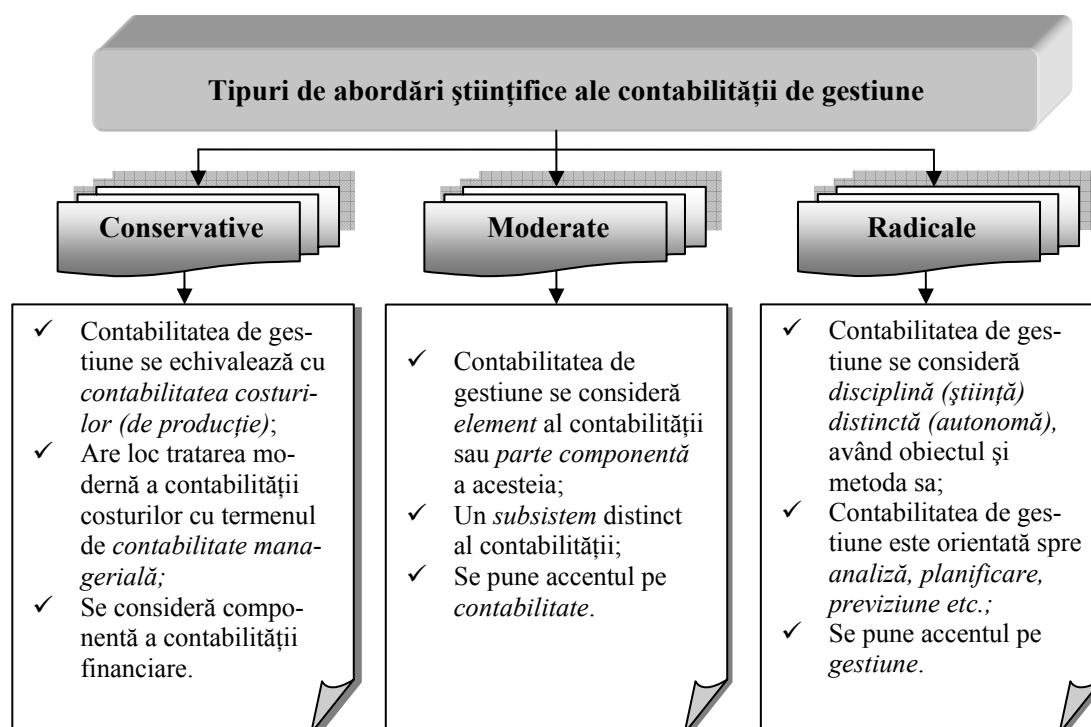 Tipuri de abordări ştiinţifice ale contabilităţii de gestiune
Conservative
Moderate
Radicale
✓ Contabilitatea de ges-
tiune se echivalează cu
contabilitatea costuri-
lor (de producţie);
✓ Are loc tratarea mo-
dernă a contabilităţii
costurilor cu termenul
de contabilitate mana-
gerială;
✓ Se consideră compo-
nentă a contabilităţii
financiare.
✓ Contabilitatea de
gestiune se consideră
element al contabilităţii
sau parte componentă
a acesteia;
✓ Un subsistem distinct
al contabilităţii;
✓ Se pune accentul pe
contabilitate.
✓ Contabilitatea de ges-
tiune se consideră
disciplină (ştiinţă)
distinctă (autonomă),
având obiectul şi
metoda sa;
✓ Contabilitatea de ges-
tiune este orientată spre
analiză, planificare,
previziune etc.;
✓ Se pune accentul pe
gestiune.